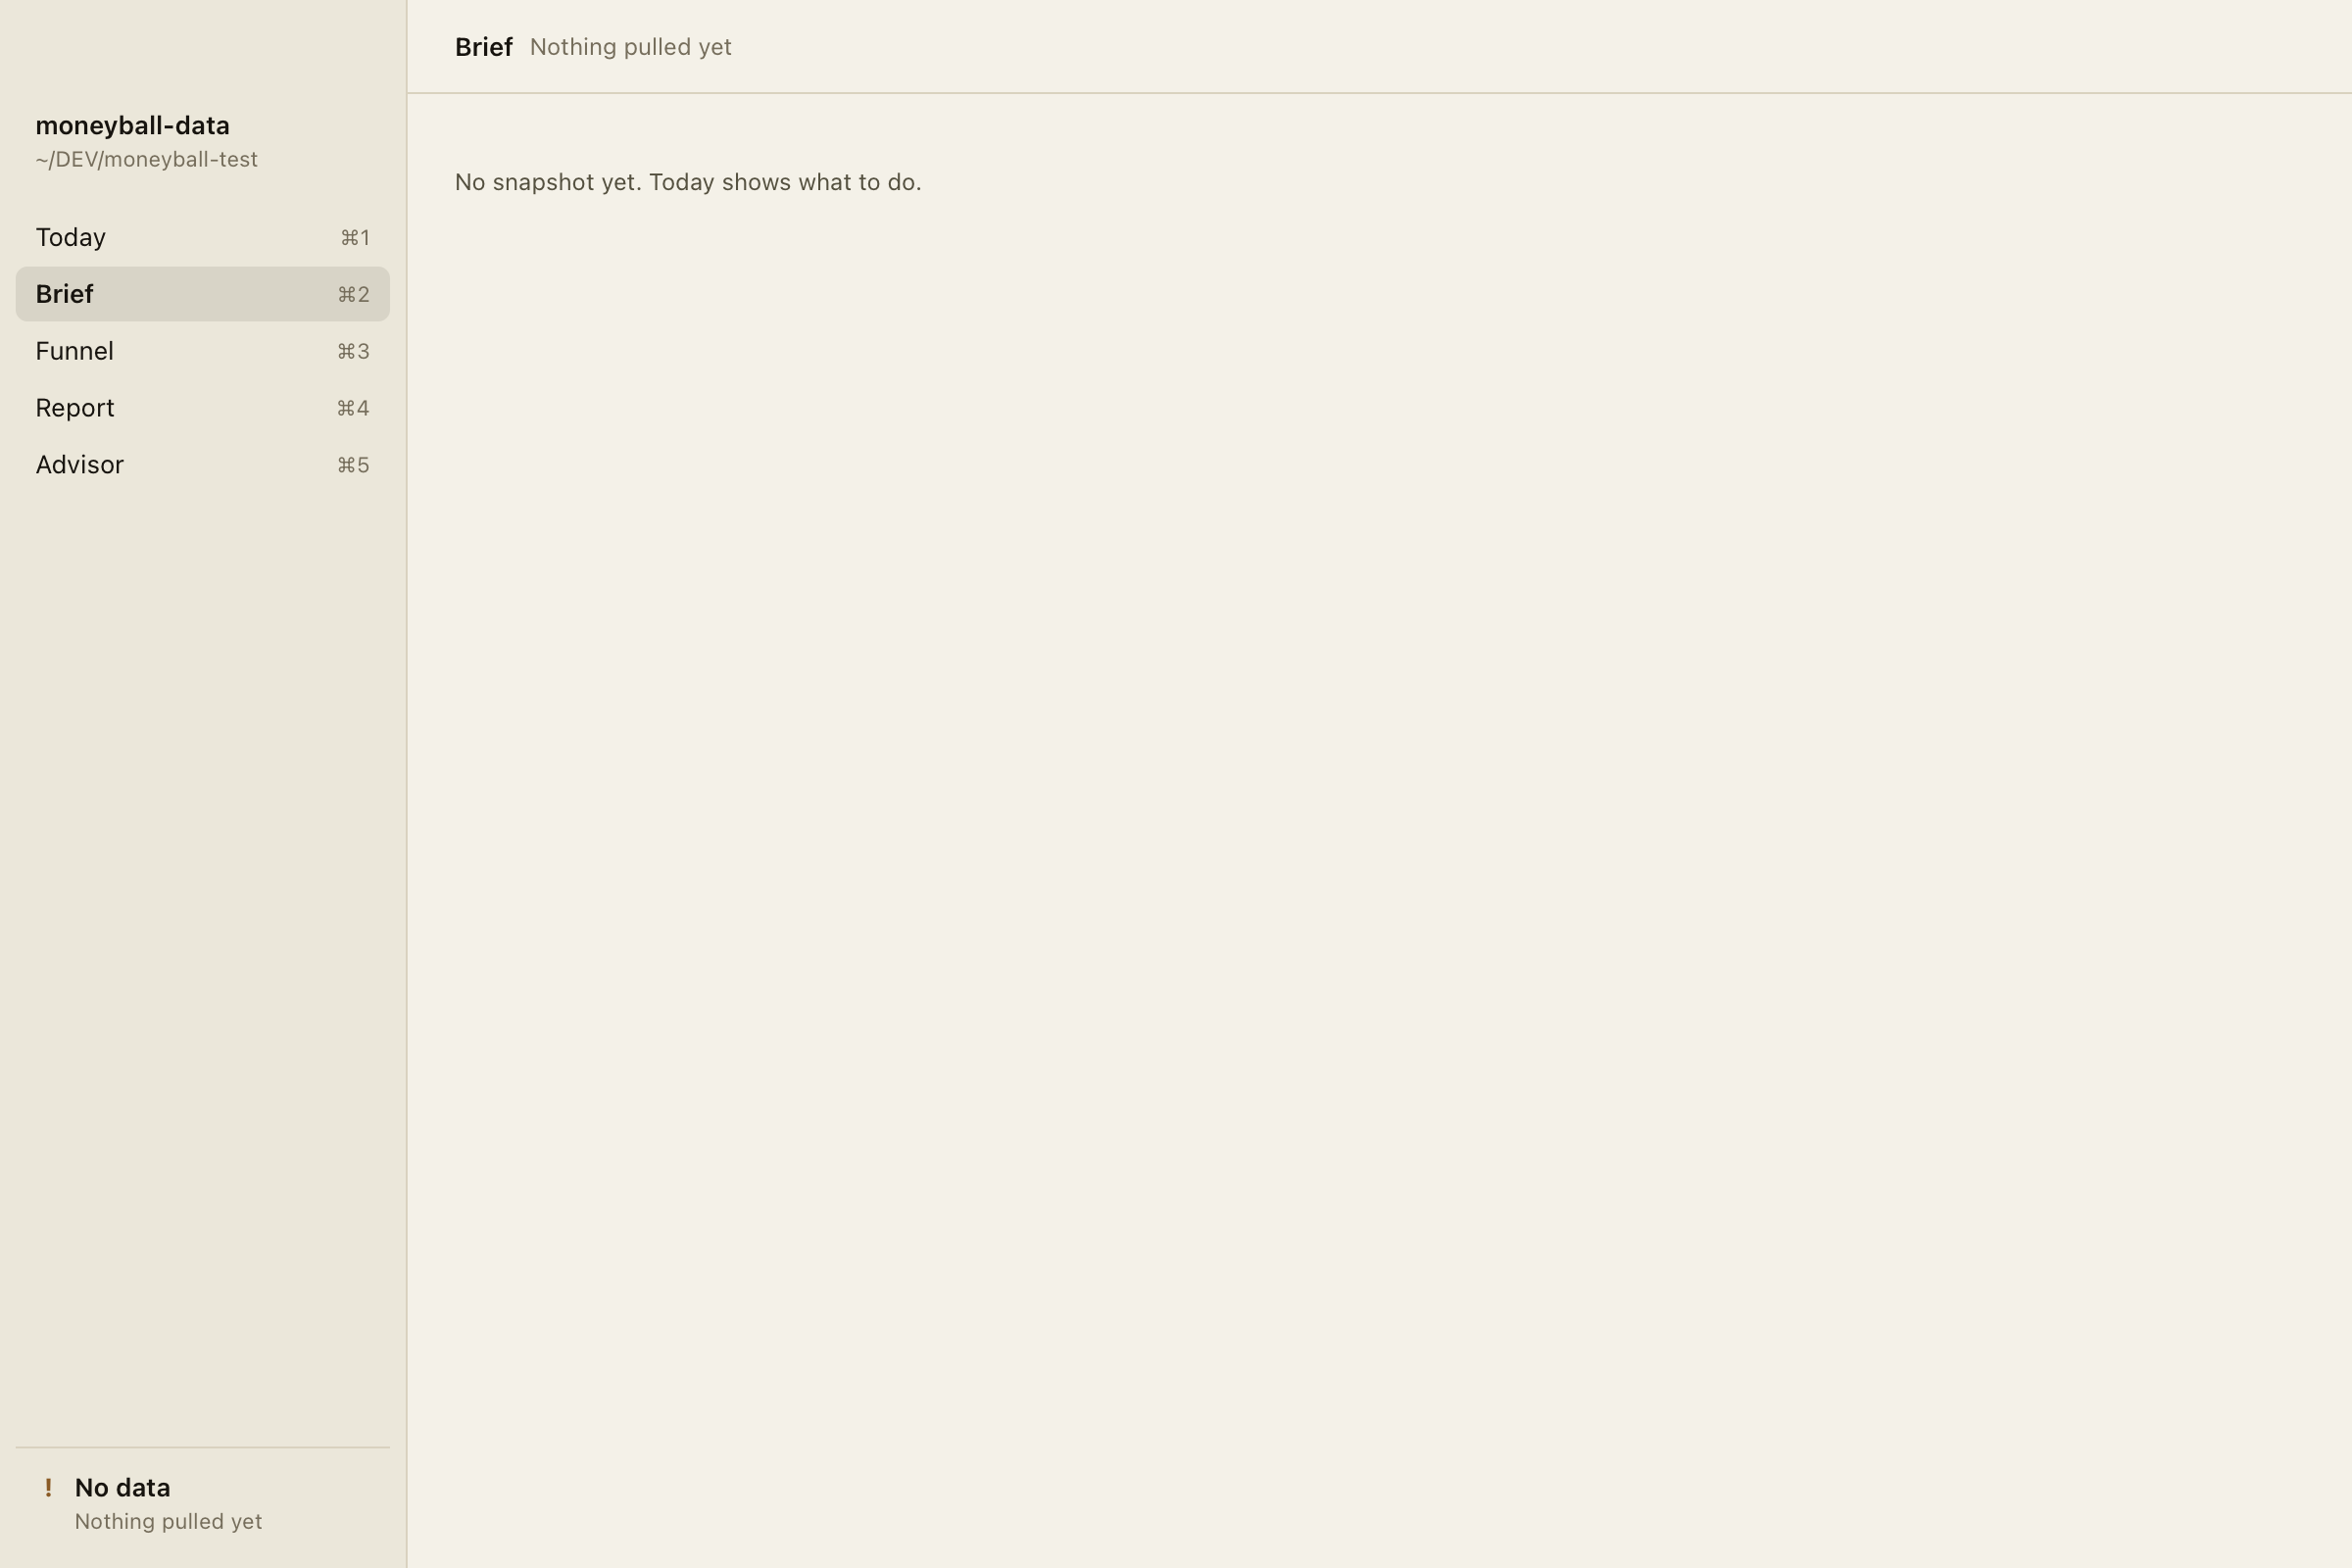 moneyball-data
~/DEV/moneyball-test
Today ⌘1
Brief ⌘2
Funnel ⌘3
Report ⌘4
Advisor ⌘5
! No data
Nothing pulled yet
Brief Nothing pulled yet
No snapshot yet. Today shows what to do.